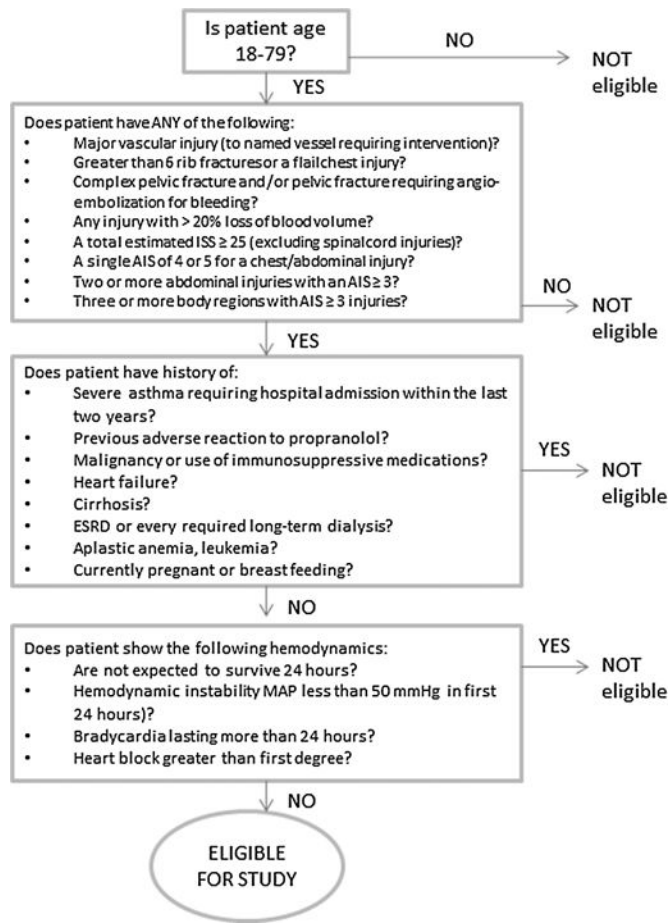 Is patient age
18-79?
NO
NOT
eligible
YES
Does patient have ANY of the following:
• Major vascular injury (to named vessel requiring intervention)?
• Greater than 6 rib fractures or a flail chest injury?
• Complex pelvic fracture and/or pelvic fracture requiring angio-
embolization for bleeding?
• Any injury with > 20% loss of blood volume?
• A total estimated ISS ≥ 25 (excluding spinal cord injuries)?
• A single AIS of 4 or 5 for a chest/abdominal injury?
• Two or more abdominal injuries with an AIS ≥ 3?
• Three or more body regions with AIS ≥ 3 injuries?
NO
NOT
eligible
YES
Does patient have history of:
• Severe asthma requiring hospital admission within the last
two years?
• Previous adverse reaction to propranolol?
• Malignancy or use of immunosuppressive medications?
• Heart failure?
• Cirrhosis?
• ESRD or every required long-term dialysis?
• Aplastic anemia, leukemia?
• Currently pregnant or breast feeding?
YES
NOT
eligible
NO
Does patient show the following hemodynamics:
• Are not expected to survive 24 hours?
• Hemodynamic instability MAP less than 50 mmHg in first
24 hours)?
• Bradycardia lasting more than 24 hours?
• Heart block greater than first degree?
YES
NOT
eligible
NO
ELIGIBLE
FOR STUDY